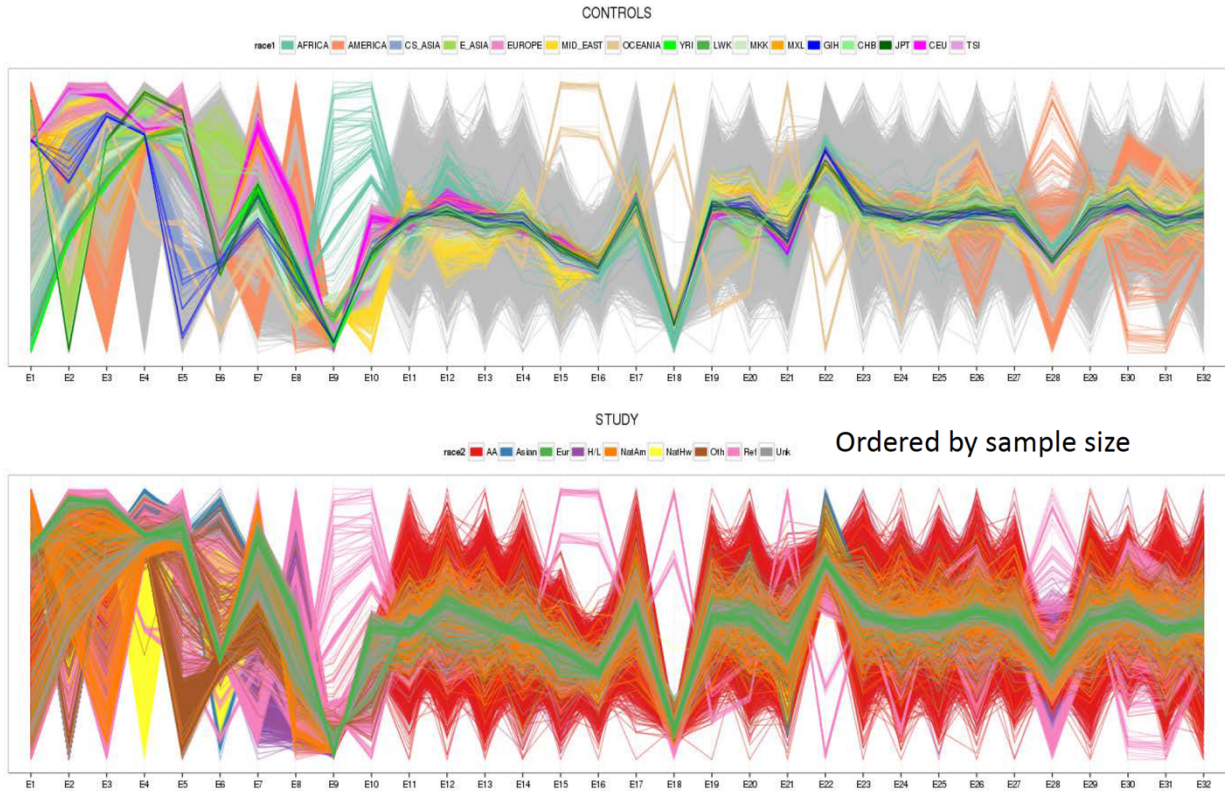 CONTROLS
race1 AFRICA AMERICA CS_ASIA E_ASIA EUROPE MID_EAST OCEANIA YRI LWK MKK MXL GIH CHB JPT CEU TSI
E1 E2 E3 E4 E5 E6 E7 E8 E9 E10 E11 E12 E13 E14 E15 E16 E17 E18 E19 E20 E21 E22 E23 E24 E25 E26 E27 E28 E29 E30 E31 E32
STUDY
Ordered by sample size
race2 AA Asian Eur H/L NatAm NatHw Oth Ref Unk
E1 E2 E3 E4 E5 E6 E7 E8 E9 E10 E11 E12 E13 E14 E15 E16 E17 E18 E19 E20 E21 E22 E23 E24 E25 E26 E27 E28 E29 E30 E31 E32